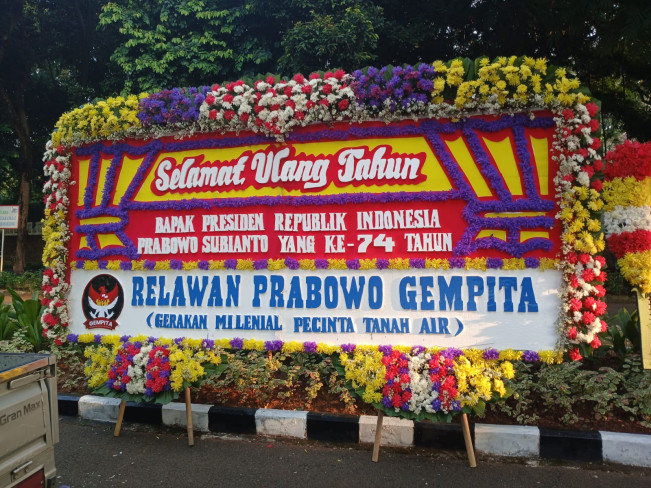 Selamat Ulang Tahun
BAPAK PRESIDEN REPUBLIK INDONESIA
PRABOWO SUBIANTO YANG KE-74 TAHUN
RELAWAN PRABOWO GEMPITA
(GERAKAN MILENIAL PECINTA TANAH AIR)
GEMPITA
Gran Max